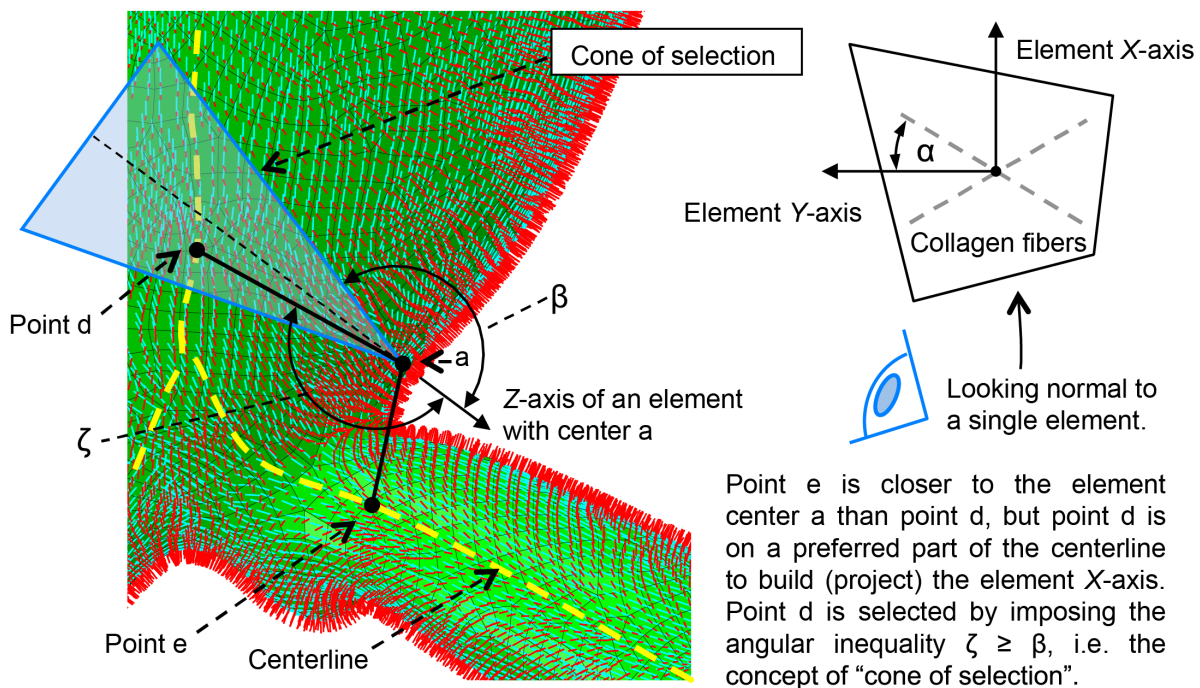 Cone of selection
Point d
β
a
ζ
Z-axis of an element
with center a
Point e
Centerline
Element X-axis
α
Element Y-axis
Collagen fibers
Looking normal to
a single element.
Point e is closer to the element
center a than point d, but point d is
on a preferred part of the centerline
to build (project) the element X-axis.
Point d is selected by imposing the
angular inequality ζ ≥ β, i.e. the
concept of “cone of selection”.